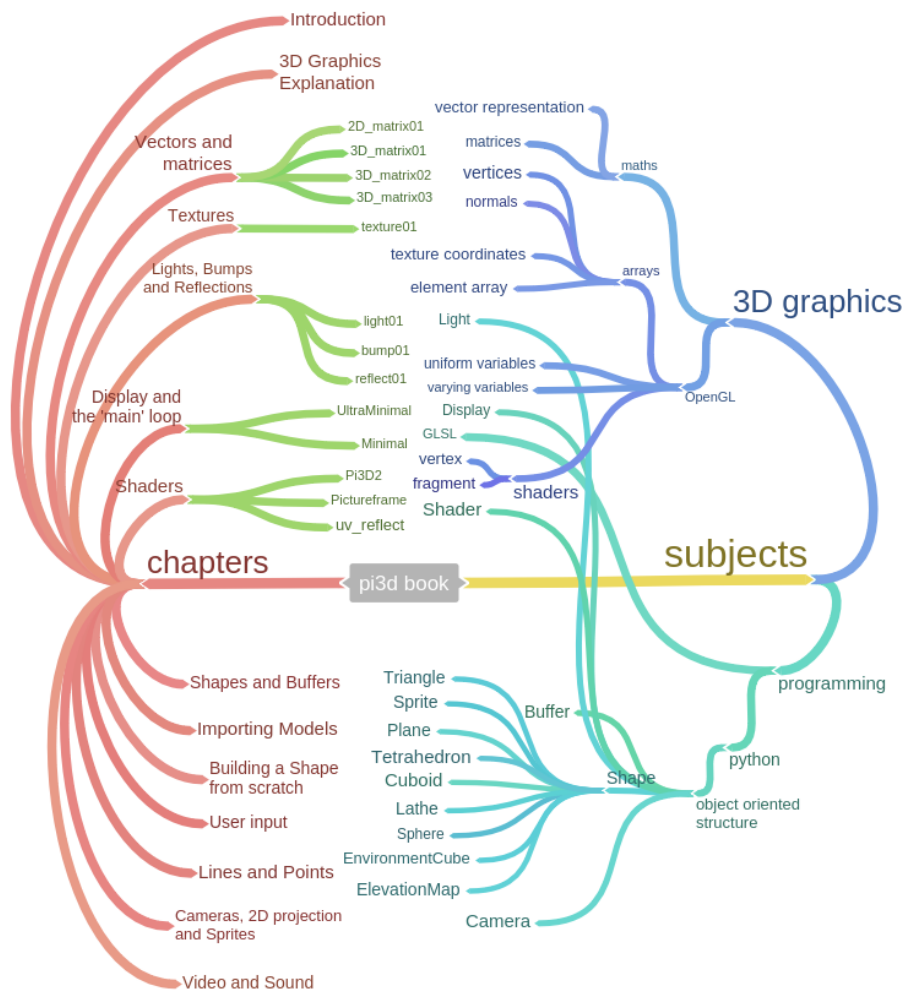 Introduction
3D Graphics
Explanation
Vectors and
matrices
2D_matrix01
3D_matrix01
3D_matrix02
3D_matrix03
Textures
texture01
Lights, Bumps
and Reflections
light01
bump01
reflect01
Display and
the 'main' loop
UltraMinimal
Minimal
Shaders
Pi3D2
Pictureframe
uv_reflect
chapters
pi3d book
subjects
Shapes and Buffers
Importing Models
Building a Shape
from scratch
User input
Lines and Points
Cameras, 2D projection
and Sprites
Video and Sound
vector representation
matrices
maths
vertices
normals
texture coordinates
element array
arrays
3D graphics
Light
uniform variables
varying variables
OpenGL
Display
GLSL
vertex
fragment
shaders
Shader
programming
python
object oriented
structure
Buffer
Shape
Triangle
Sprite
Plane
Tetrahedron
Cuboid
Lathe
Sphere
EnvironmentCube
ElevationMap
Camera